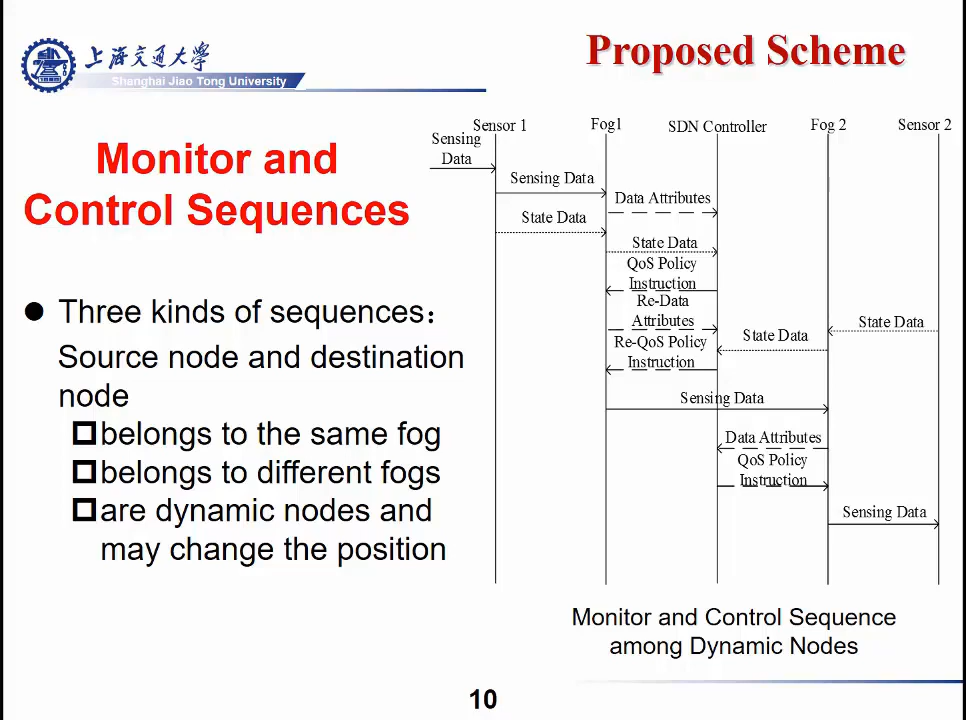 上海交通大学
Shanghai Jiao Tong University
Proposed Scheme
Monitor and
Control Sequences
● Three kinds of sequences：
Source node and destination
node
belongs to the same fog
belongs to different fogs
are dynamic nodes and
may change the position
Sensor 1
Fog1
SDN Controller
Fog 2
Sensor 2
Sensing
Data
Sensing Data
Data Attributes
State Data
State Data
QoS Policy
Instruction
Re-Data
Attributes
State Data
State Data
Re-QoS Policy
Instruction
Sensing Data
Data Attributes
QoS Policy
Instruction
Sensing Data
Monitor and Control Sequence
among Dynamic Nodes
10